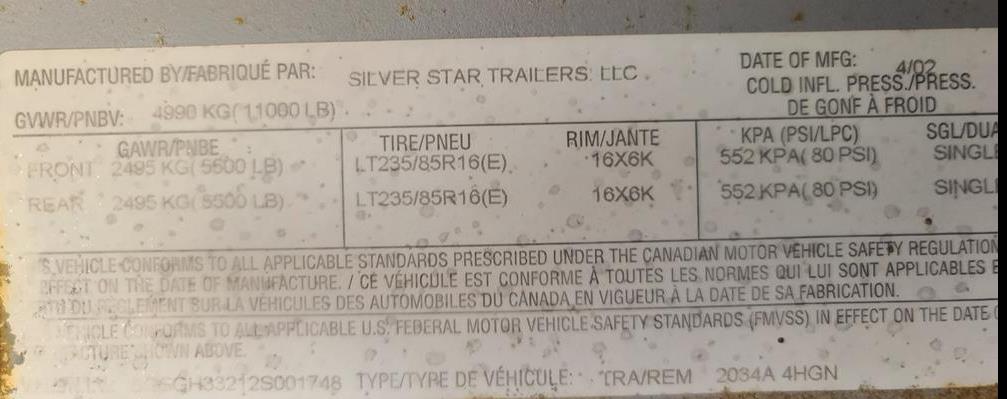 MANUFACTURED BY/FABRIQUÉ PAR: SILVER STAR TRAILERS LLC DATE OF MFG: 4/02
GVWR/PNBV: 4990 KG( 11000 LB) COLD INFL. PRESS./PRESS.
DE GONF À FROID
GAWR/PNBE TIRE/PNEU RIM/JANTE KPA (PSI/LPC) SGL/DUA
FRONT 2495 KG( 5500 LB) LT235/85R16(E) 16X6K 552 KPA( 80 PSI) SINGL
REAR 2495 KG( 5500 LB) LT235/85R16(E) 16X6K 552 KPA( 80 PSI) SINGL
S VEHICLE CONFORMS TO ALL APPLICABLE STANDARDS PRESCRIBED UNDER THE CANADIAN MOTOR VEHICLE SAFETY REGULATION
EFFECT ON THE DATE OF MANUFACTURE. / CE VÉHICULE EST CONFORME À TOUTES LES NORMES QUI LUI SONT APPLICABLES E
DU RÈGLEMENT SUR LA VÉHICULES DES AUTOMOBILES DU CANADA EN VIGUEUR À LA DATE DE SA FABRICATION.
VEHICLE CONFORMS TO ALL APPLICABLE U.S. FEDERAL MOTOR VEHICLE SAFETY STANDARDS (FMVSS) IN EFFECT ON THE DATE
ACTURE SHOWN ABOVE.
GH33212S001748 TYPE/TYPE DE VÉHICULE: TRA/REM 2034A 4HGN